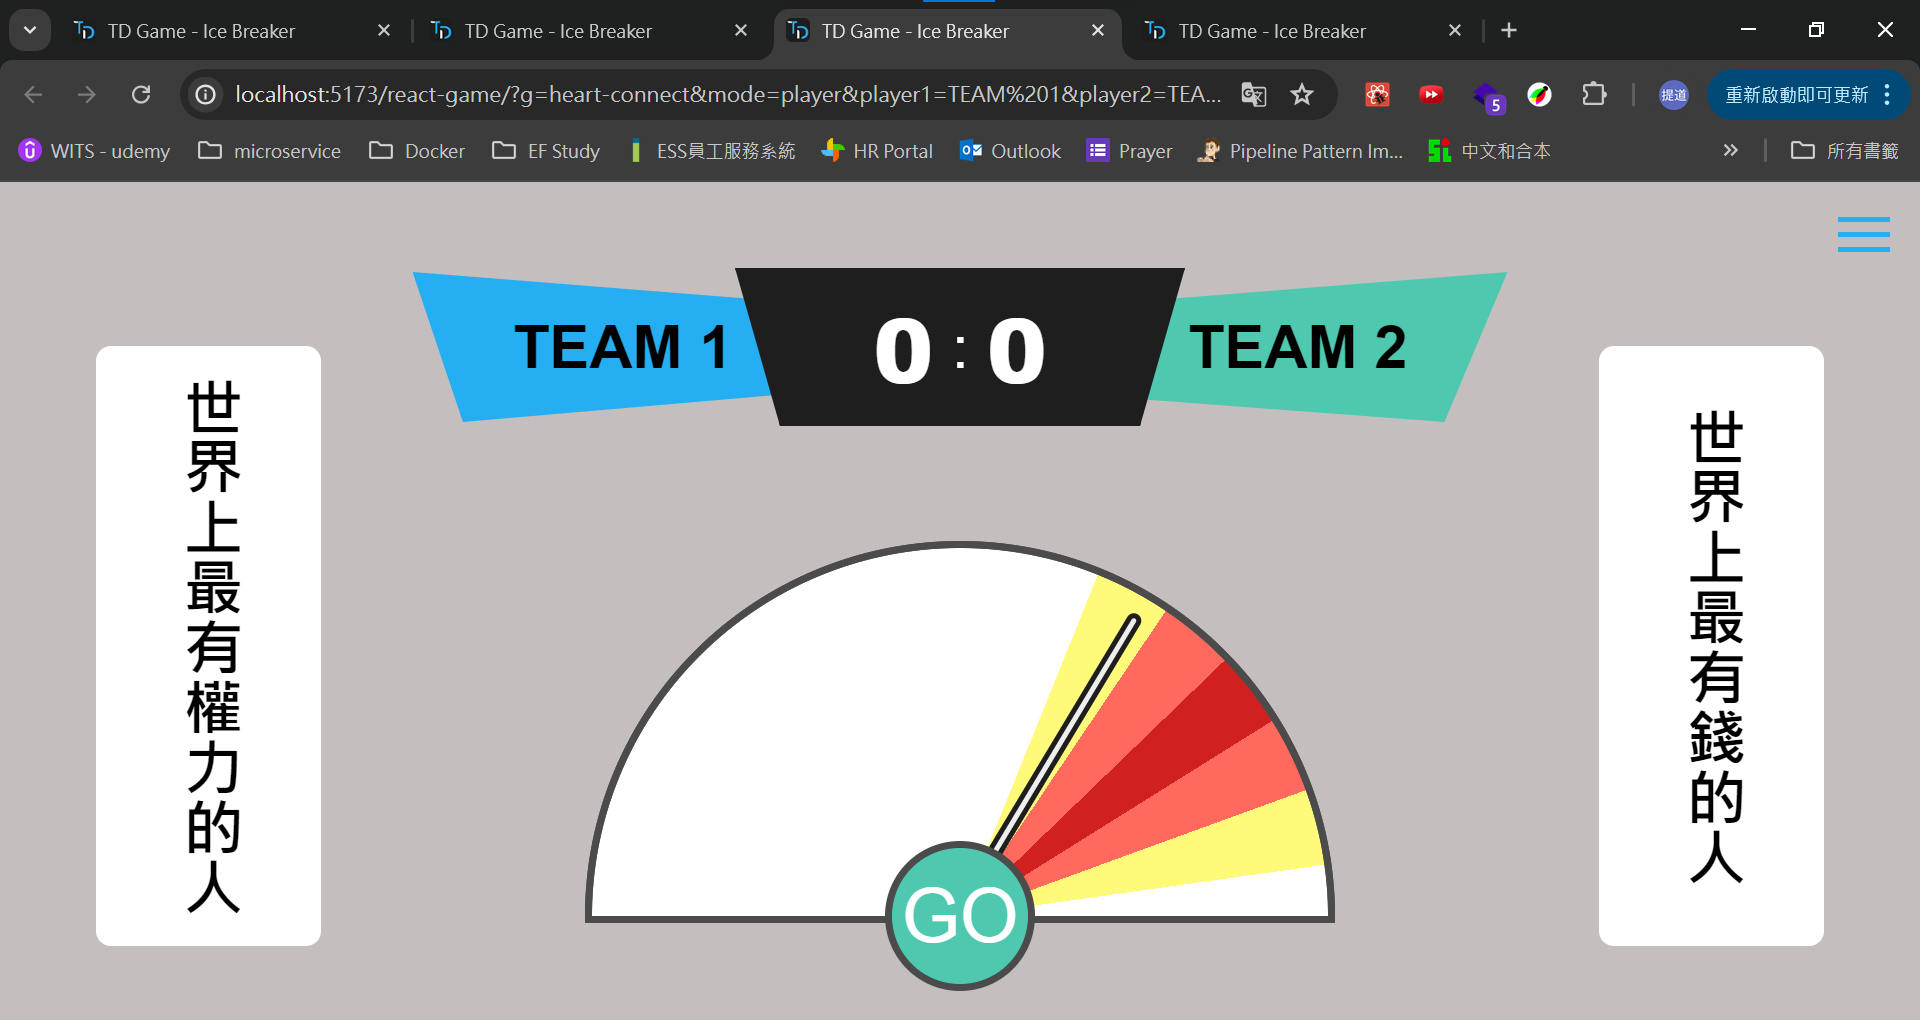 TD Game - Ice Breaker
TD Game - Ice Breaker
TD Game - Ice Breaker
TD Game - Ice Breaker
localhost:5173/react-game/?g=heart-connect&mode=player&player1=TEAM%201&player2=TEA...
5
提道
重新啟動即可更新
WITS - udemy
microservice
Docker
EF Study
ESS員工服務系統
HR Portal
Outlook
Prayer
Pipeline Pattern Im...
中文和合本
所有書籤
TEAM 1
0 : 0
TEAM 2
世界上最有權力的人
世界上最有錢的人
GO